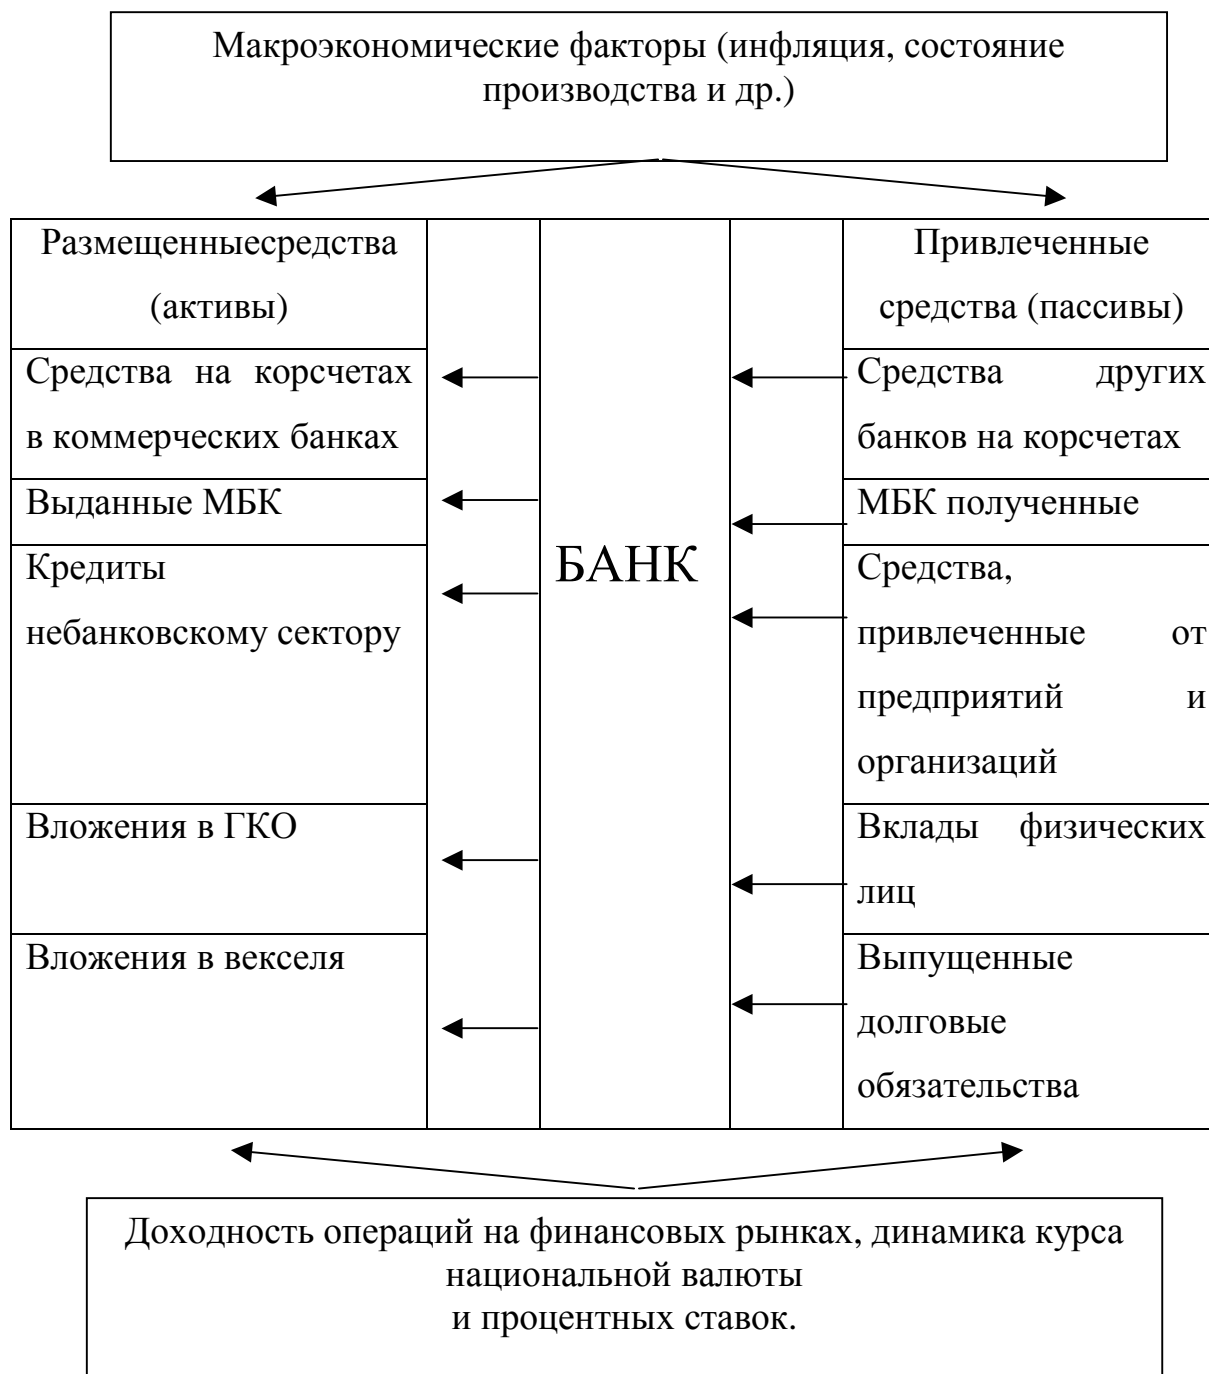 Макроэкономические факторы (инфляция, состояние
производства и др.)
Размещенныесредства
(активы)
Привлеченные
средства (пассивы)
Средства на корсчетах
в коммерческих банках
Средства других
банков на корсчетах
Выданные МБК
МБК полученные
БАНК
Кредиты
небанковскому сектору
Средства,
привлеченные от
предприятий и
организаций
Вложения в ГКО
Вклады физических
лиц
Вложения в векселя
Выпущенные
долговые
обязательства
Доходность операций на финансовых рынках, динамика курса
национальной валюты
и процентных ставок.